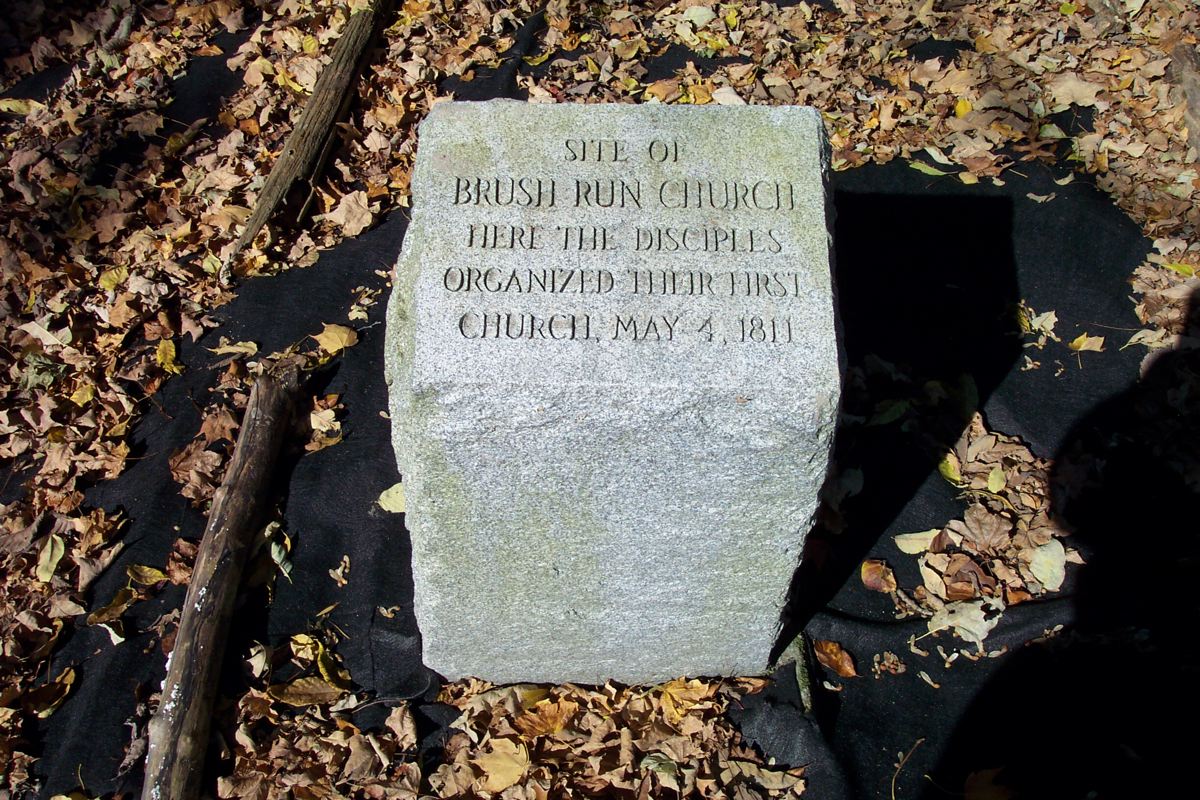 SITE OF
BRUSH RUN CHURCH
HERE THE DISCIPLES
ORGANIZED THEIR FIRST
CHURCH, MAY 4, 1811